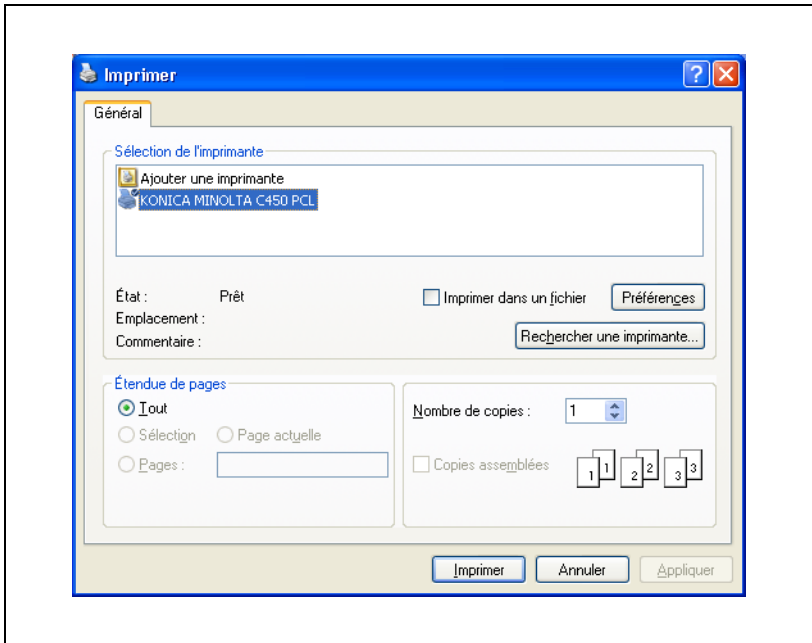 Imprimer
Général
Sélection de l'imprimante
Ajouter une imprimante
KONICA MINOLTA C450 PCL
État : Prêt
Imprimer dans un fichier
Préférences
Emplacement :
Commentaire :
Rechercher une imprimante...
Étendue de pages
Tout
Sélection
Page actuelle
Pages :
Nombre de copies : 1
Copies assemblées
1 1 2 2 3 3
Imprimer
Annuler
Appliquer